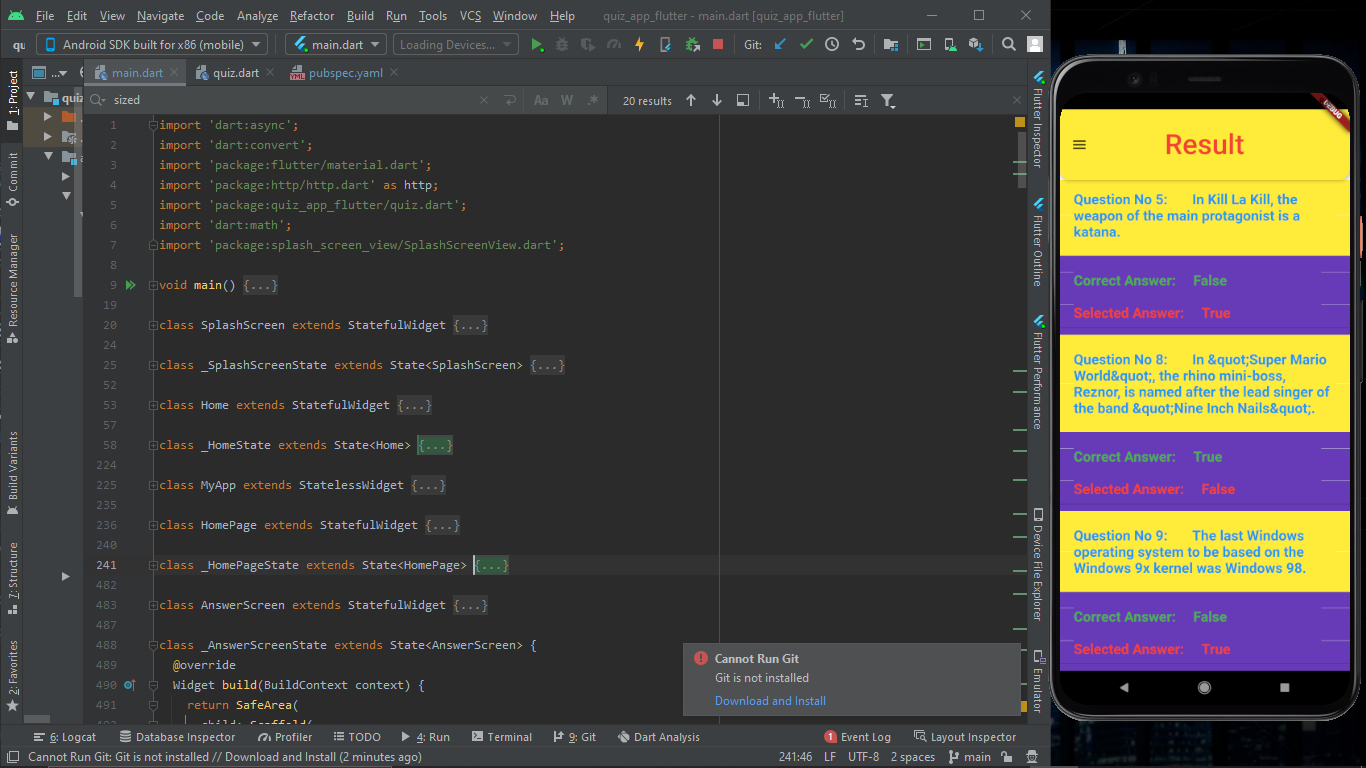 File Edit View Navigate Code Analyze Refactor Build Run Tools VCS Window Help quiz_app_flutter - main.dart [quiz_app_flutter]
qu Android SDK built for x86 (mobile) main.dart Loading Devices... Git:
main.dart quiz.dart pubspec.yaml
sized Aa W .* 20 results
1: Project
Commit
Resource Manager
Build Variants
7: Structure
2: Favorites
quiz
1 import 'dart:async';
2 import 'dart:convert';
3 import 'package:flutter/material.dart';
4 import 'package:http/http.dart' as http;
5 import 'package:quiz_app_flutter/quiz.dart';
6 import 'dart:math';
7 import 'package:splash_screen_view/SplashScreenView.dart';
8
9 void main() {...}
19
20 class SplashScreen extends StatefulWidget {...}
24
25 class _SplashScreenState extends State<SplashScreen> {...}
52
53 class Home extends StatefulWidget {...}
57
58 class _HomeState extends State<Home> {...}
224
225 class MyApp extends StatelessWidget {...}
235
236 class HomePage extends StatefulWidget {...}
240
241 class _HomePageState extends State<HomePage> {...}
482
483 class AnswerScreen extends StatefulWidget {...}
487
488 class _AnswerScreenState extends State<AnswerScreen> {
489 @override
490 Widget build(BuildContext context) {
491 return SafeArea(
492 child: Scaffold(
Cannot Run Git
Git is not installed
Download and Install
Flutter Inspector
Flutter Outline
Flutter Performance
Device File Explorer
Emulator
6: Logcat Database Inspector Profiler TODO 4: Run Terminal 9: Git Dart Analysis 1 Event Log Layout Inspector
Cannot Run Git: Git is not installed // Download and Install (2 minutes ago) 241:46 LF UTF-8 2 spaces main
DEBUG
Result
Question No 5: In Kill La Kill, the
weapon of the main protagonist is a
katana.
Correct Answer: False
Selected Answer: True
Question No 8: In &quot;Super Mario
World&quot;, the rhino mini-boss,
Reznor, is named after the lead singer of
the band &quot;Nine Inch Nails&quot;.
Correct Answer: True
Selected Answer: False
Question No 9: The last Windows
operating system to be based on the
Windows 9x kernel was Windows 98.
Correct Answer: False
Selected Answer: True